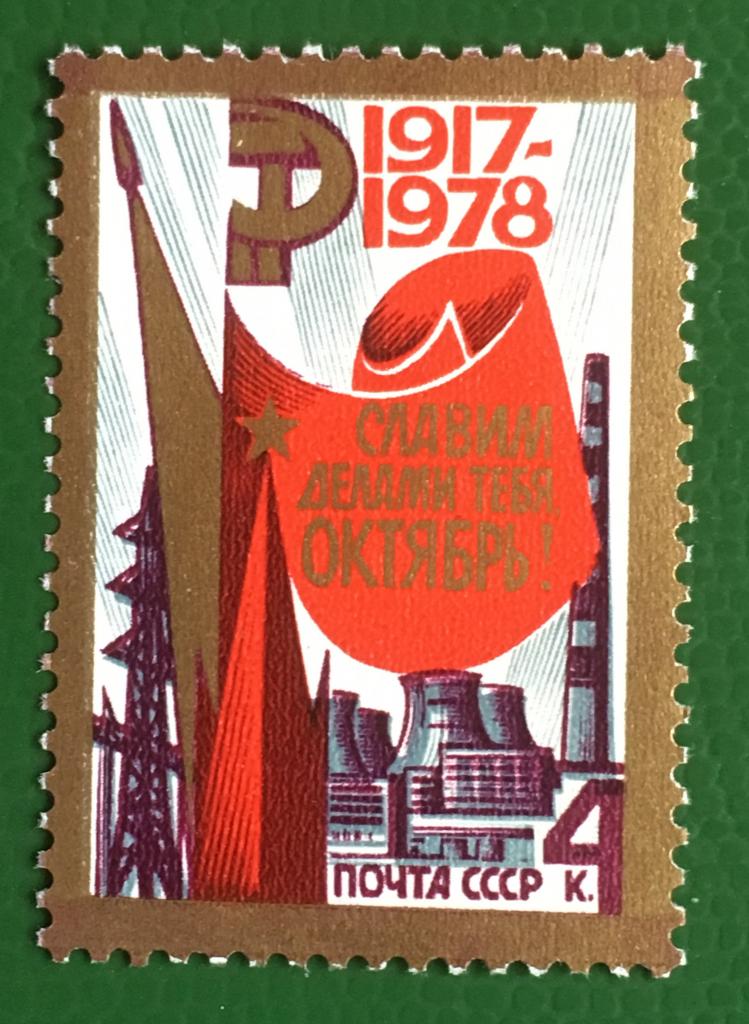 1917-
1978
СЛАВИМ
ДЕЛАМИ ТЕБЯ,
ОКТЯБРЬ!
4
ПОЧТА СССР К.